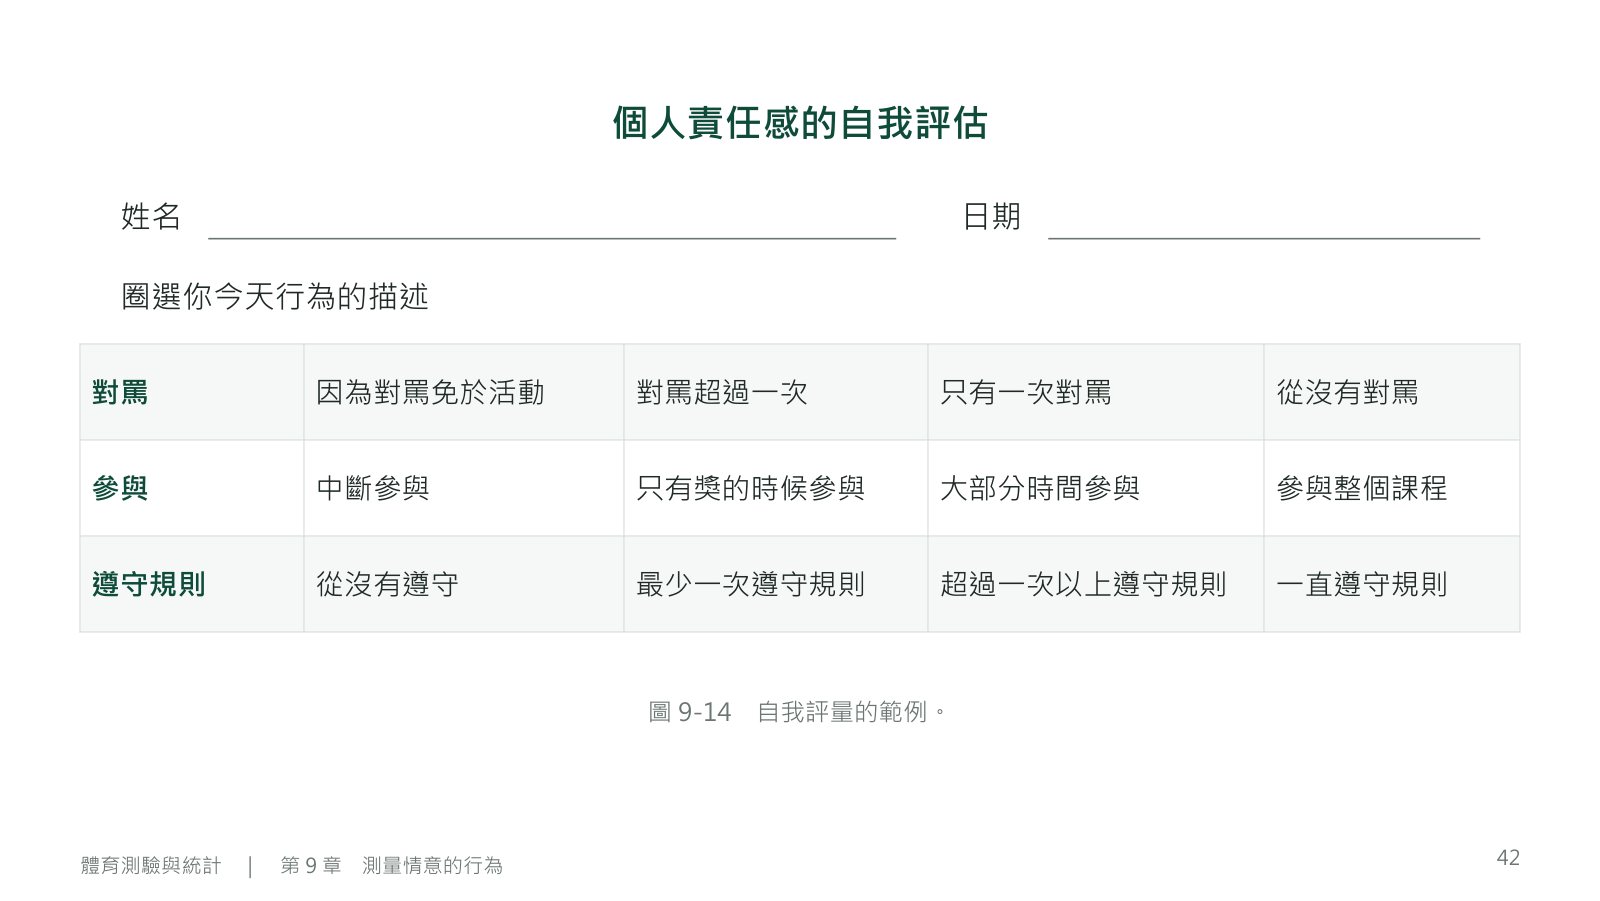 個人責任感的自我評估
姓名 日期
圈選你今天行為的描述
對罵 因為對罵免於活動 對罵超過一次 只有一次對罵 從沒有對罵
參與 中斷參與 只有獎的時候參與 大部分時間參與 參與整個課程
遵守規則 從沒有遵守 最少一次遵守規則 超過一次以上遵守規則 一直遵守規則
圖 9-14 自我評量的範例。
體育測驗與統計 | 第 9 章 測量情意的行為 42